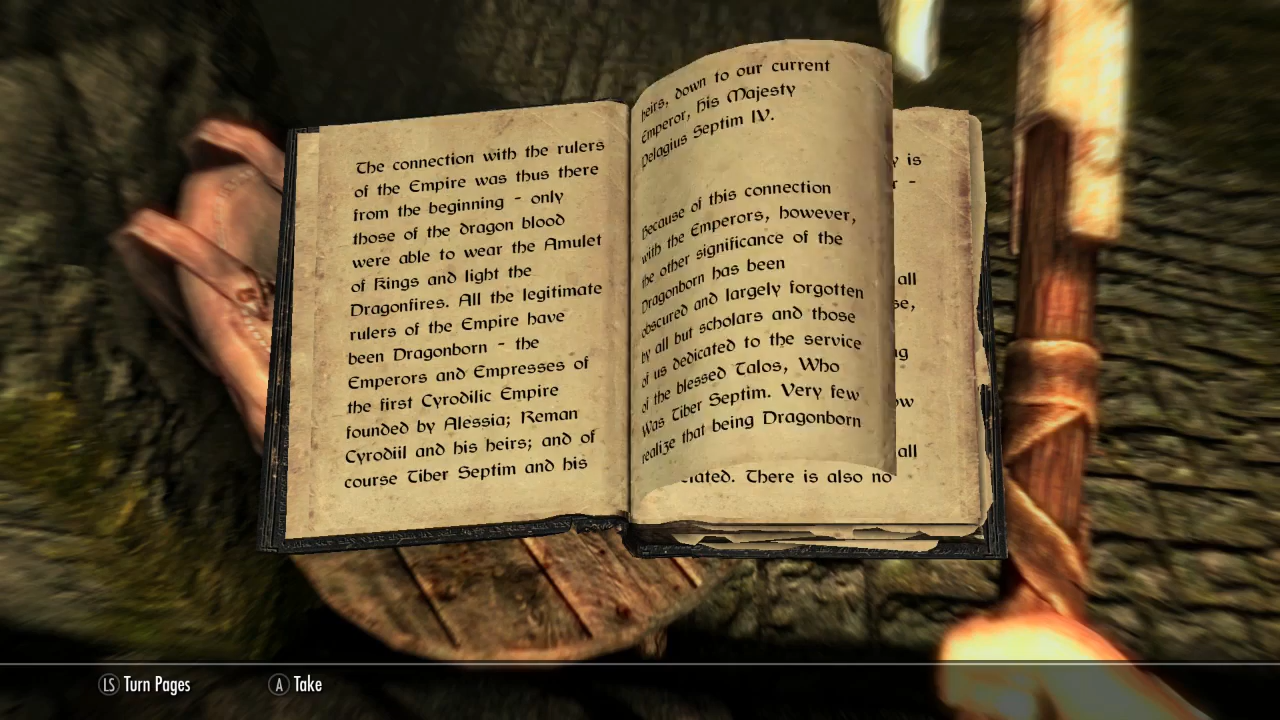 The connection with the rulers
of the Empire was thus there
from the beginning - only
those of the dragon blood
were able to wear the Amulet
of Kings and light the
Dragonfires. All the legitimate
rulers of the Empire have
been Dragonborn - the
Emperors and Empresses of
the first Cyrodilic Empire
founded by Alessia; Reman
Cyrodiil and his heirs; and of
course Tiber Septim and his
heirs, down to our current
Emperor, His Majesty
Pelagius Septim IV.
Because of this connection
with the Emperors, however,
the other significance of the
Dragonborn has been
obscured and largely forgotten
by all but scholars and those
of us dedicated to the service
of the blessed Talos, Who
Was Tiber Septim. Very few
realize that being Dragonborn
is
-
all
all
There is also no
LS Turn Pages
A Take